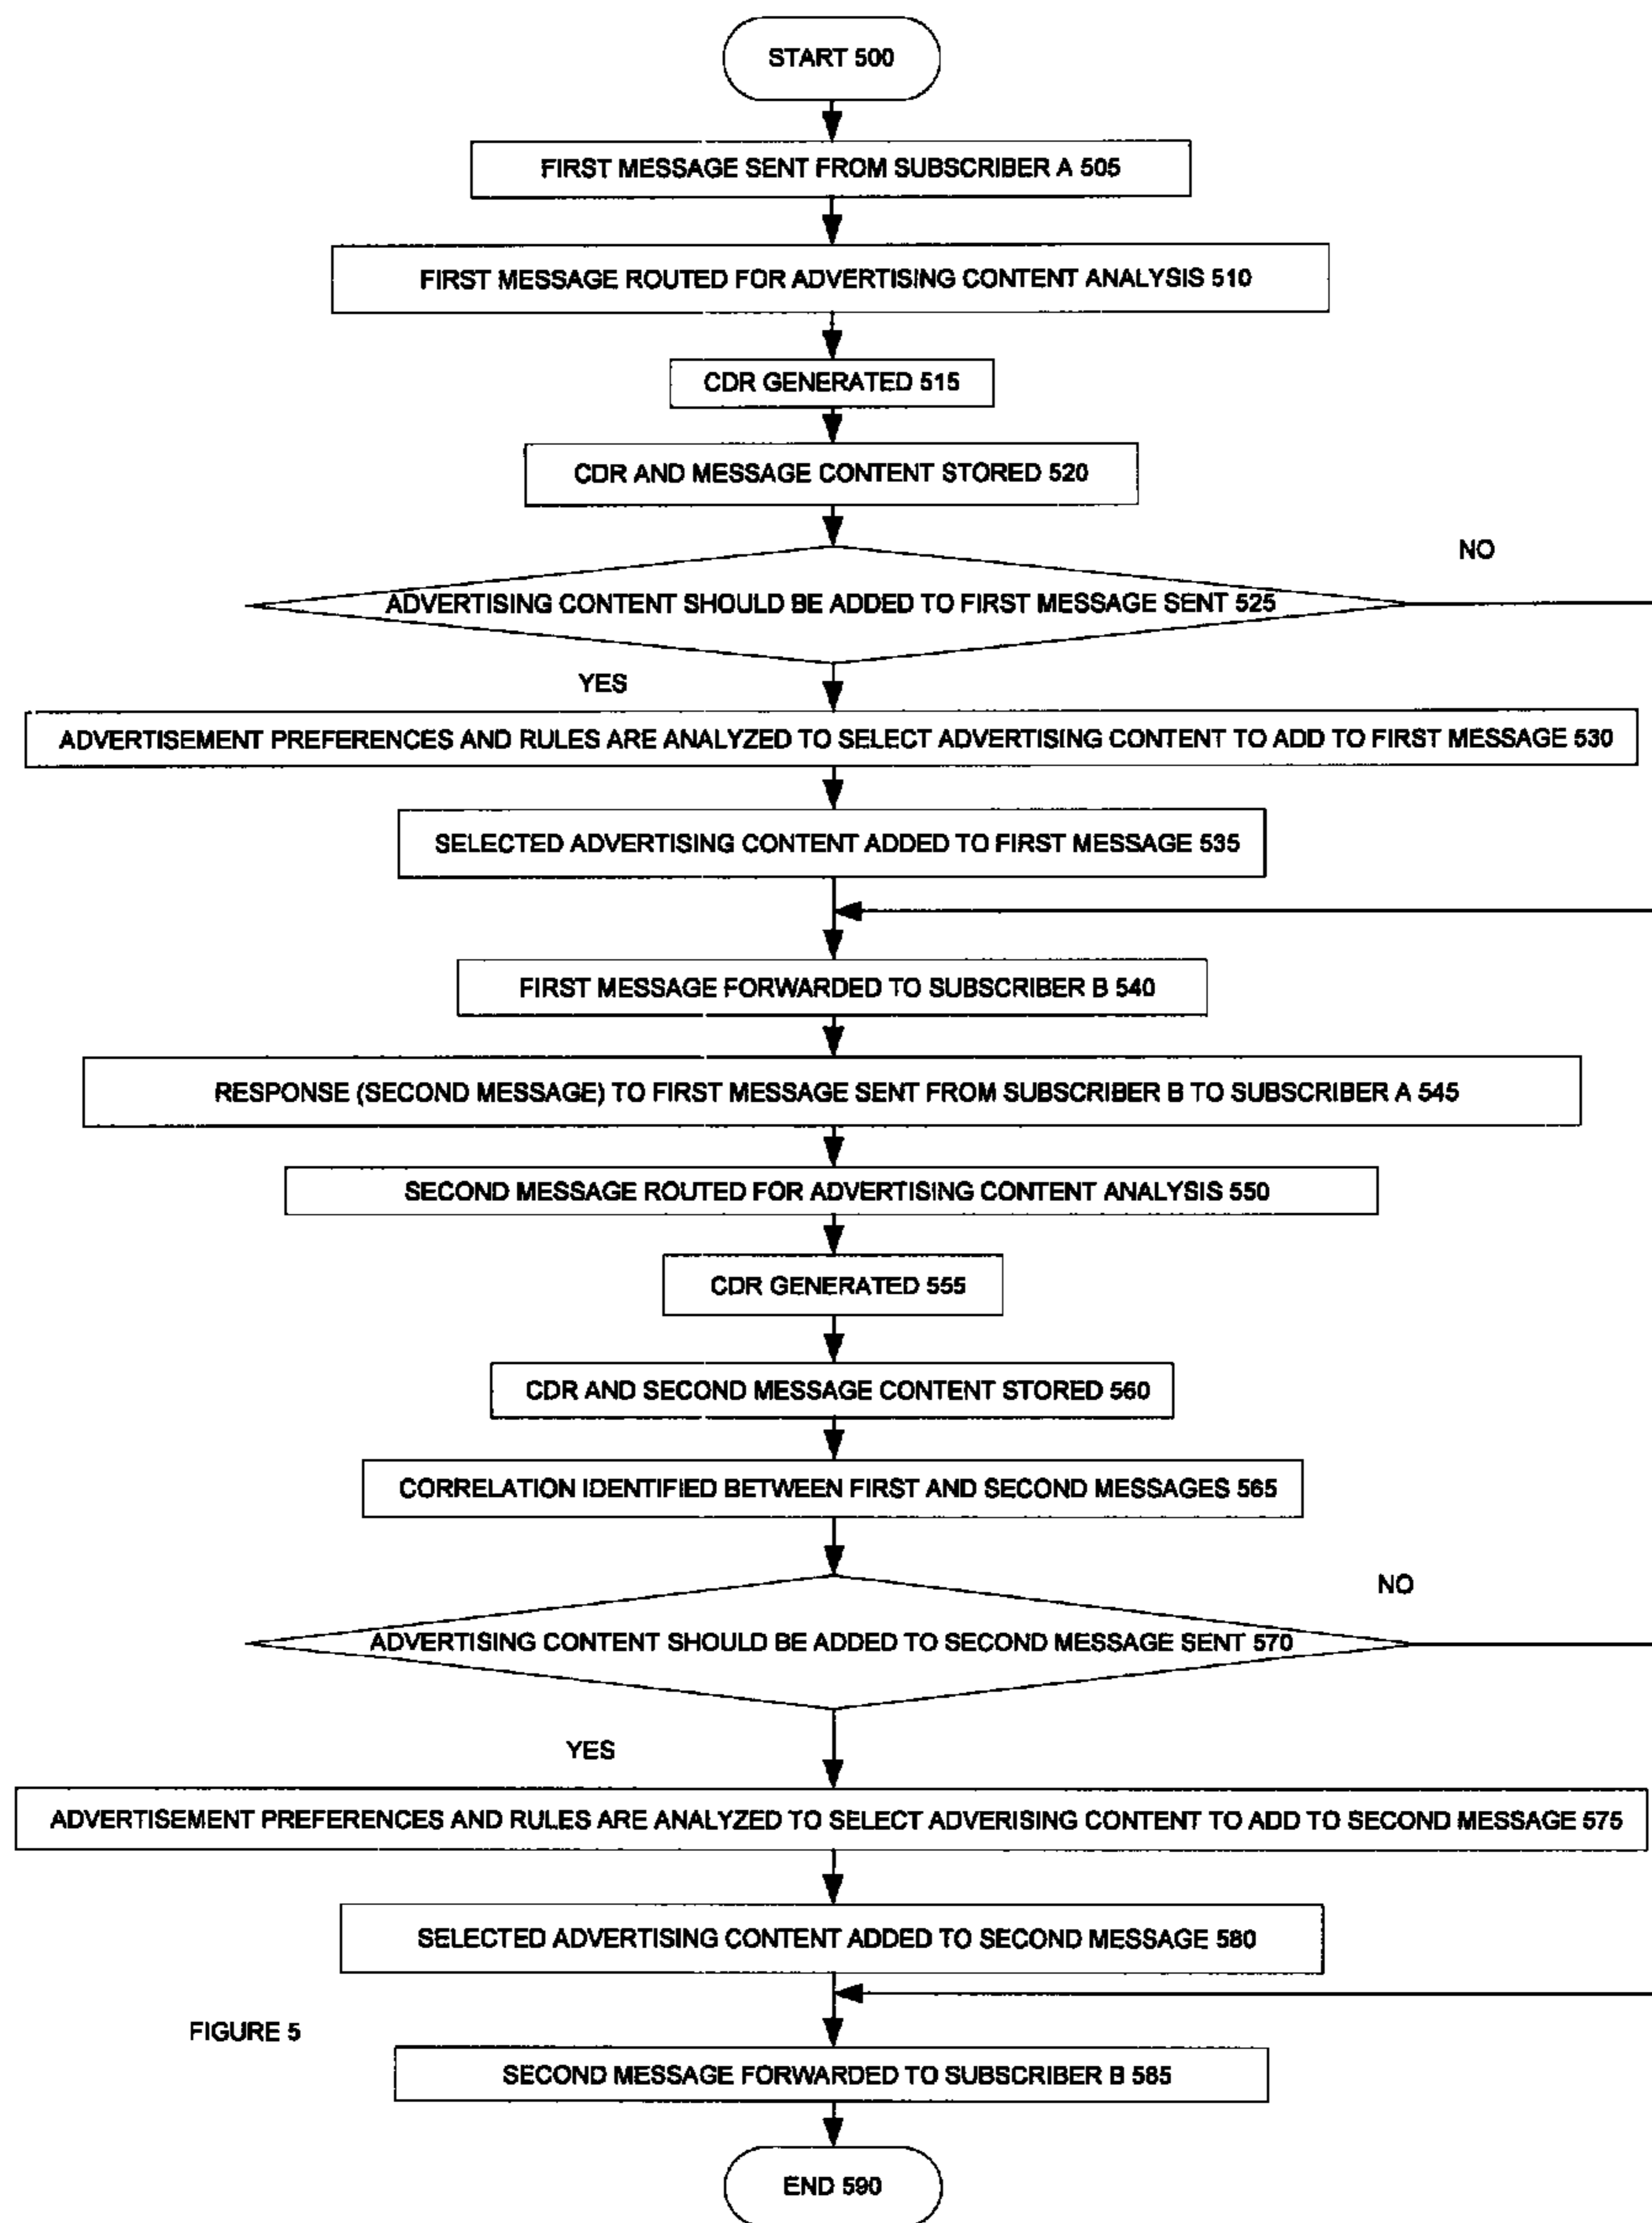 START 500
FIRST MESSAGE SENT FROM SUBSCRIBER A 505
FIRST MESSAGE ROUTED FOR ADVERTISING CONTENT ANALYSIS 510
CDR GENERATED 515
CDR AND MESSAGE CONTENT STORED 520
NO
ADVERTISING CONTENT SHOULD BE ADDED TO FIRST MESSAGE SENT 525
YES
ADVERTISEMENT PREFERENCES AND RULES ARE ANALYZED TO SELECT ADVERTISING CONTENT TO ADD TO FIRST MESSAGE 530
SELECTED ADVERTISING CONTENT ADDED TO FIRST MESSAGE 535
FIRST MESSAGE FORWARDED TO SUBSCRIBER B 540
RESPONSE (SECOND MESSAGE) TO FIRST MESSAGE SENT FROM SUBSCRIBER B TO SUBSCRIBER A 545
SECOND MESSAGE ROUTED FOR ADVERTISING CONTENT ANALYSIS 550
CDR GENERATED 555
CDR AND SECOND MESSAGE CONTENT STORED 560
CORRELATION IDENTIFIED BETWEEN FIRST AND SECOND MESSAGES 565
NO
ADVERTISING CONTENT SHOULD BE ADDED TO SECOND MESSAGE SENT 570
YES
ADVERTISEMENT PREFERENCES AND RULES ARE ANALYZED TO SELECT ADVERISING CONTENT TO ADD TO SECOND MESSAGE 575
SELECTED ADVERTISING CONTENT ADDED TO SECOND MESSAGE 580
FIGURE 5
SECOND MESSAGE FORWARDED TO SUBSCRIBER B 585
END 590